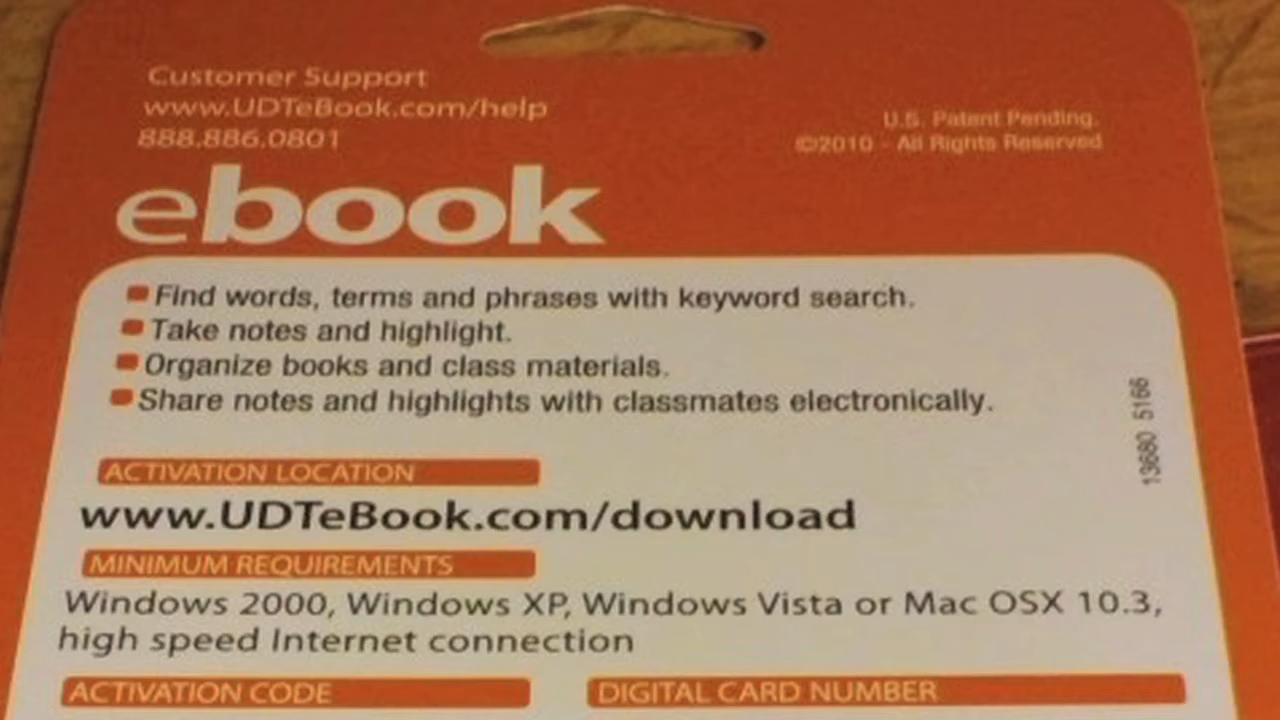 Customer Support
www.UDTeBook.com/help
888.886.0801
U.S. Patent Pending.
©2010 - All Rights Reserved
ebook
Find words, terms and phrases with keyword search.
Take notes and highlight.
Organize books and class materials.
Share notes and highlights with classmates electronically.
13680 5166
ACTIVATION LOCATION
www.UDTeBook.com/download
MINIMUM REQUIREMENTS
Windows 2000, Windows XP, Windows Vista or Mac OSX 10.3,
high speed Internet connection
ACTIVATION CODE
DIGITAL CARD NUMBER